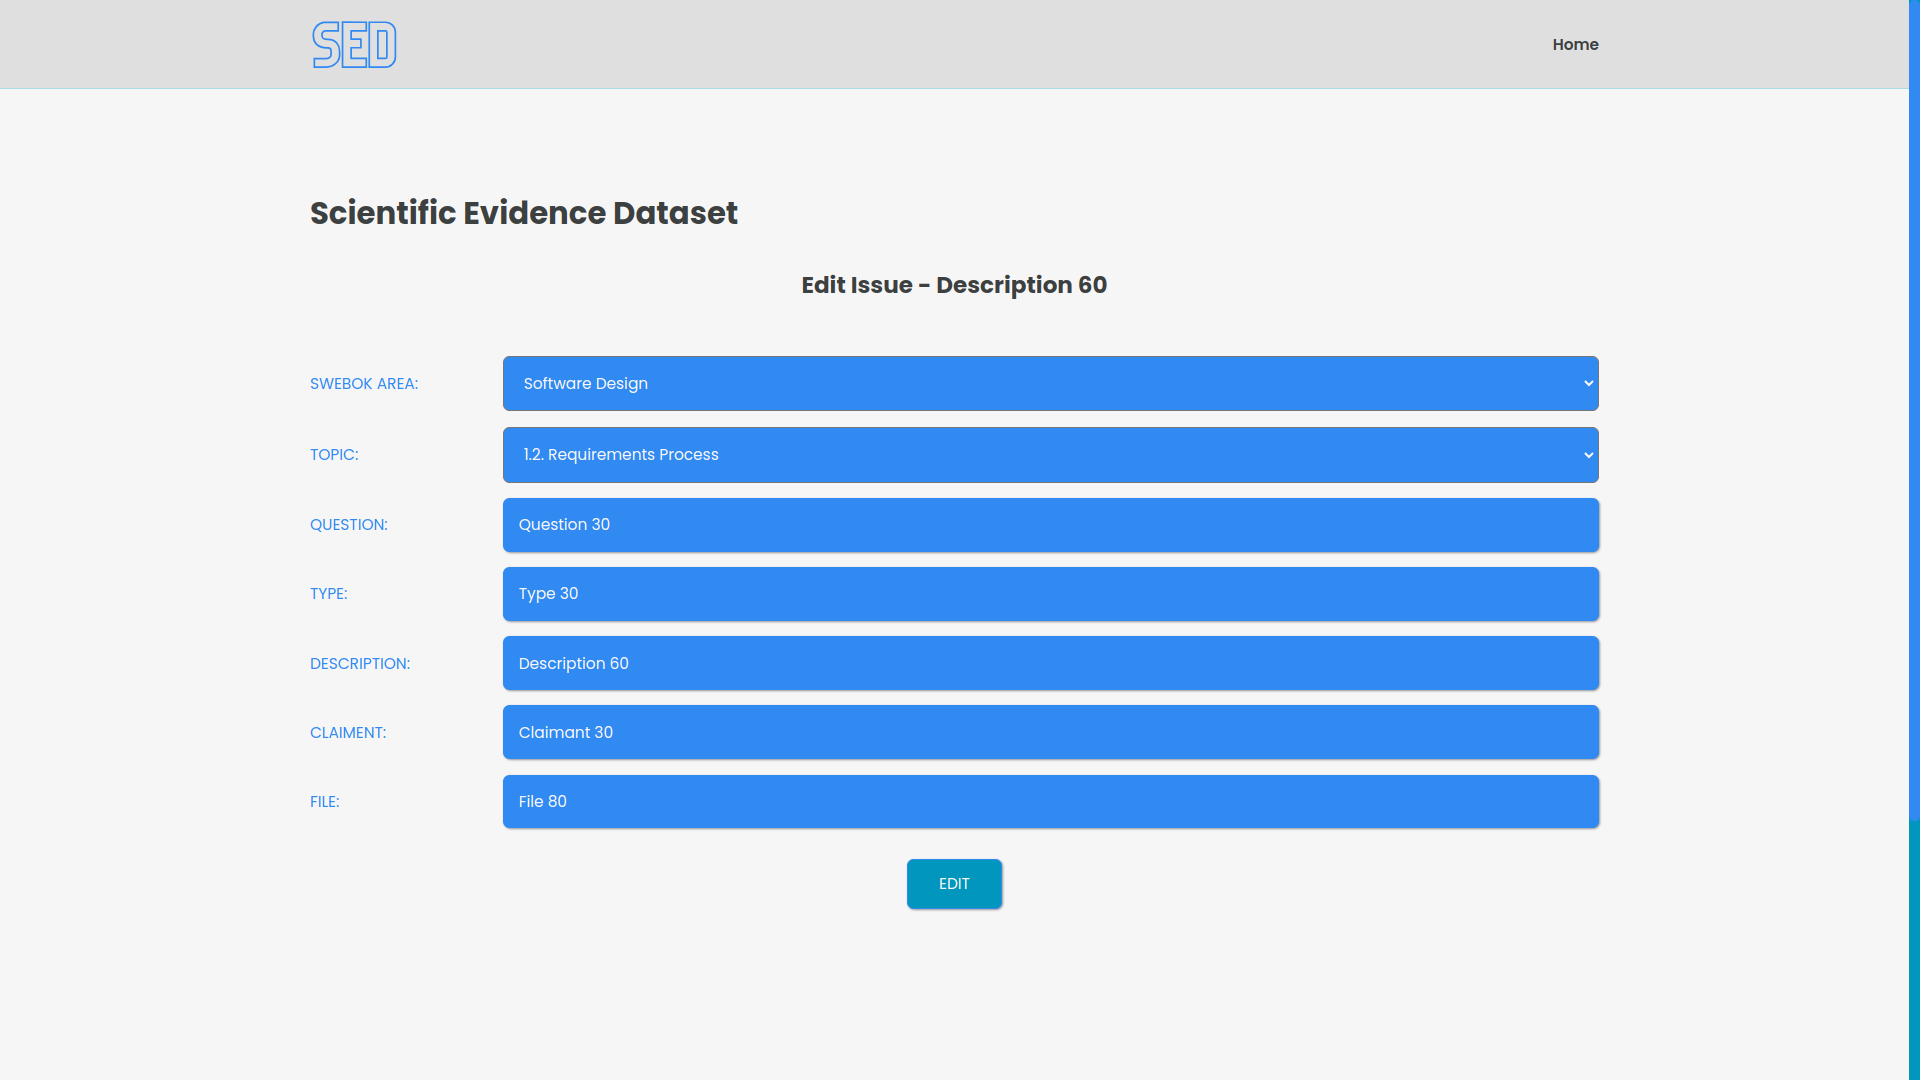 SED
Home
Scientific Evidence Dataset
Edit Issue - Description 60
SWEBOK AREA:
Software Design
TOPIC:
1.2. Requirements Process
QUESTION:
Question 30
TYPE:
Type 30
DESCRIPTION:
Description 60
CLAIMENT:
Claimant 30
FILE:
File 80
EDIT